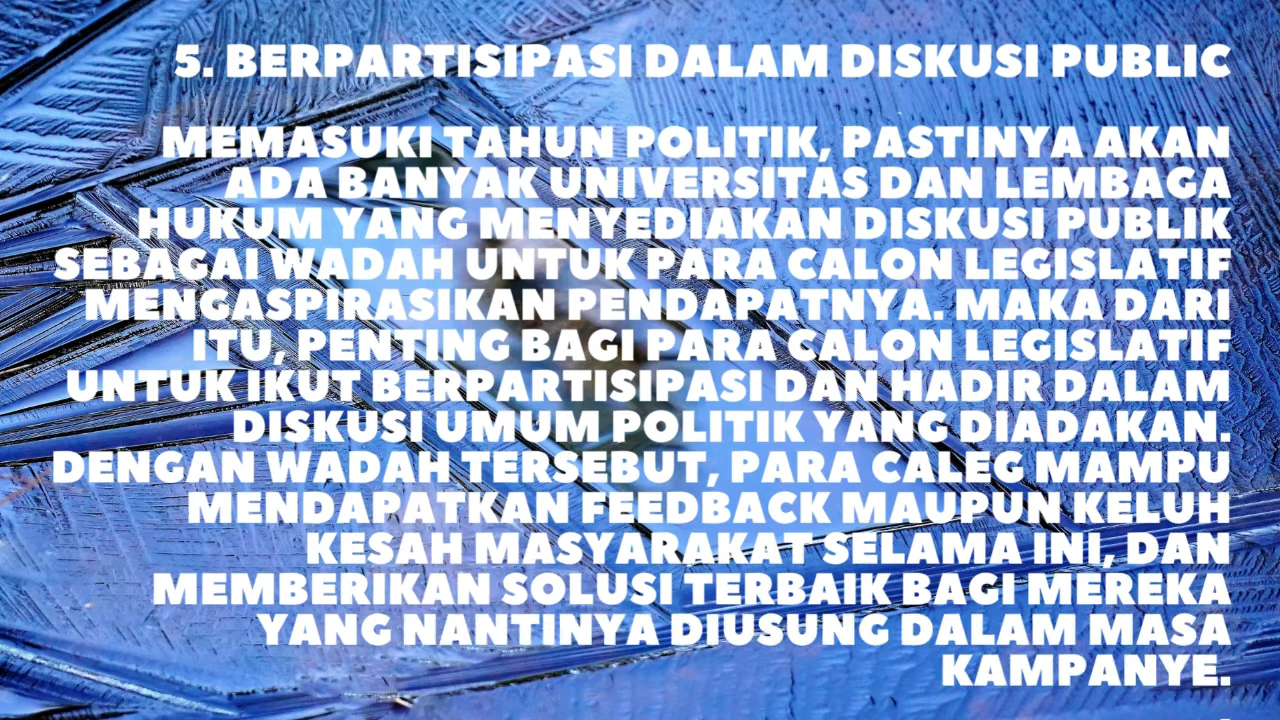 5. BERPARTISIPASI DALAM DISKUSI PUBLIC
MEMASUKI TAHUN POLITIK, PASTINYA AKAN
ADA BANYAK UNIVERSITAS DAN LEMBAGA
HUKUM YANG MENYEDIAKAN DISKUSI PUBLIK
SEBAGAI WADAH UNTUK PARA CALON LEGISLATIF
MENGASPIRASIKAN PENDAPATNYA. MAKA DARI
ITU, PENTING BAGI PARA CALON LEGISLATIF
UNTUK IKUT BERPARTISIPASI DAN HADIR DALAM
DISKUSI UMUM POLITIK YANG DIADAKAN.
DENGAN WADAH TERSEBUT, PARA CALEG MAMPU
MENDAPATKAN FEEDBACK MAUPUN KELUH
KESAH MASYARAKAT SELAMA INI, DAN
MEMBERIKAN SOLUSI TERBAIK BAGI MEREKA
YANG NANTINYA DIUSUNG DALAM MASA
KAMPANYE.